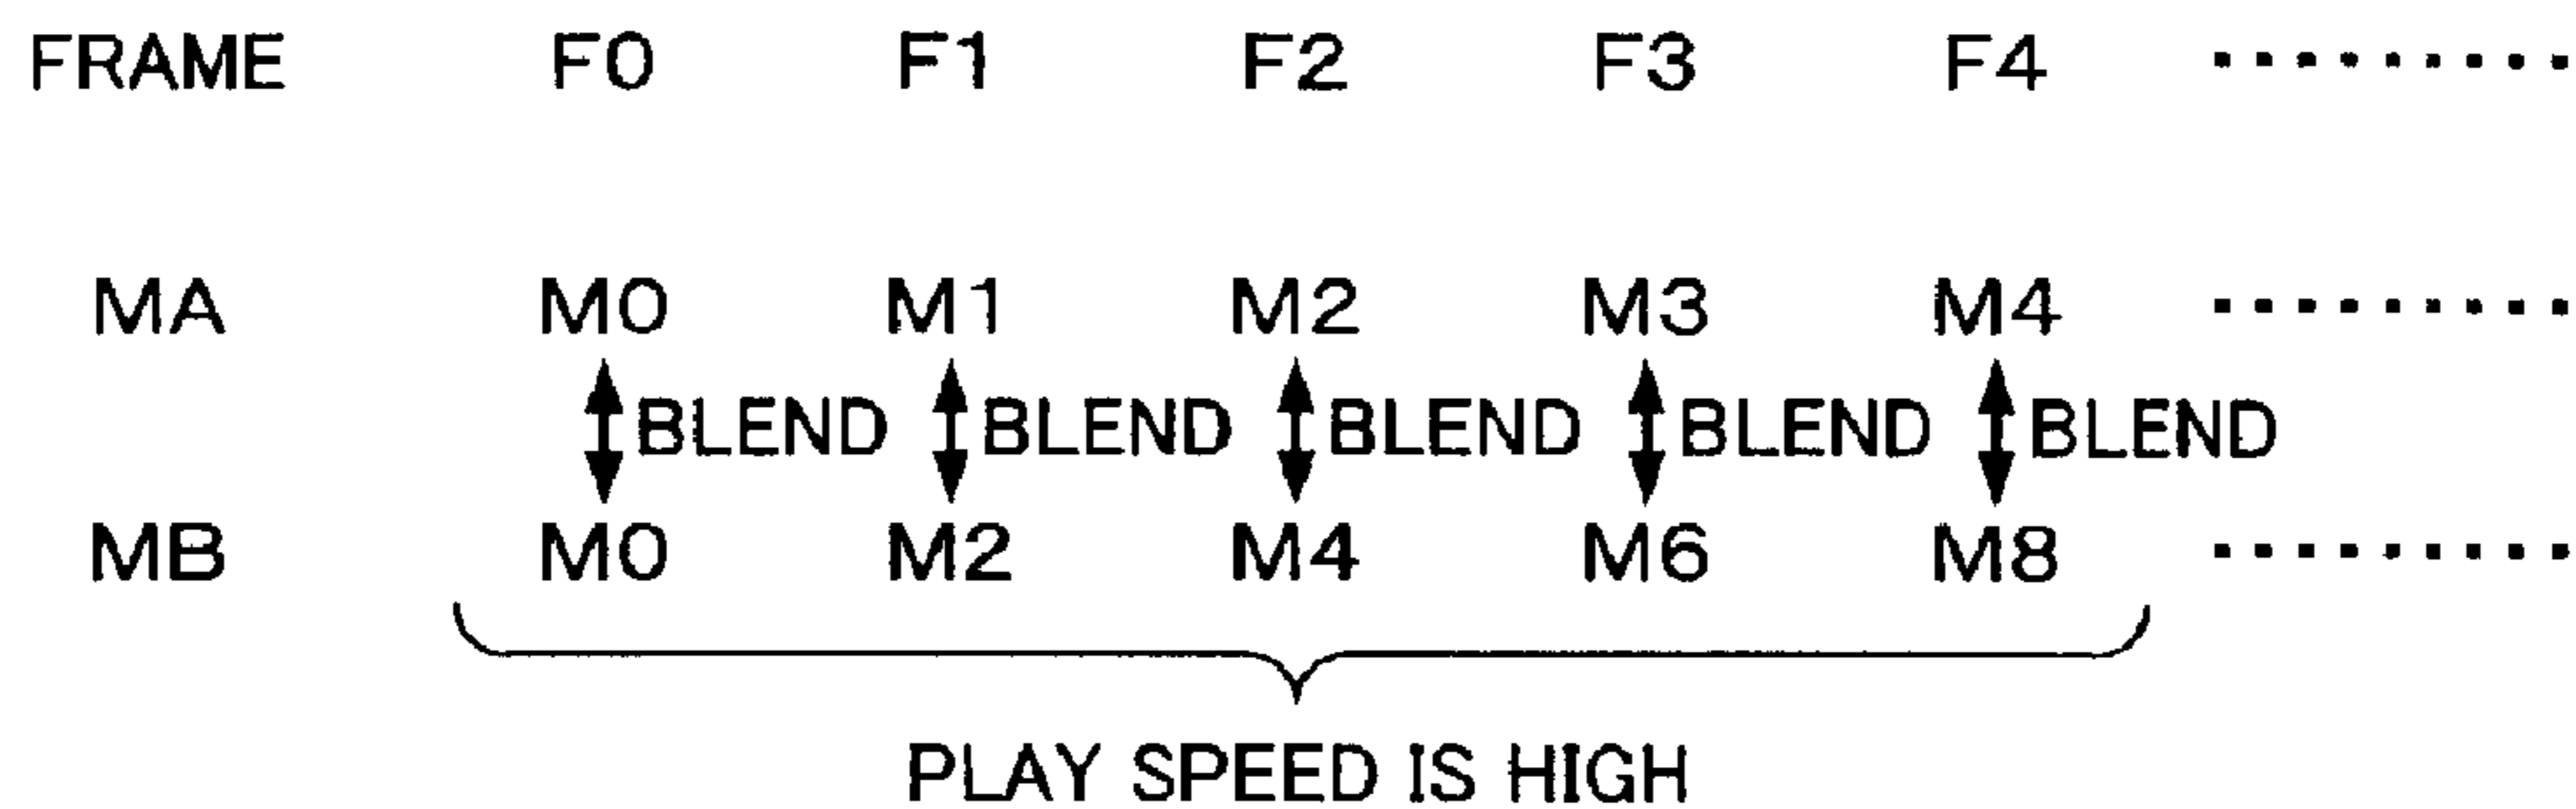 FRAME F0 F1 F2 F3 F4 .........
MA M0 M1 M2 M3 M4 .........
BLEND BLEND BLEND BLEND BLEND
MB M0 M2 M4 M6 M8 .........
PLAY SPEED IS HIGH